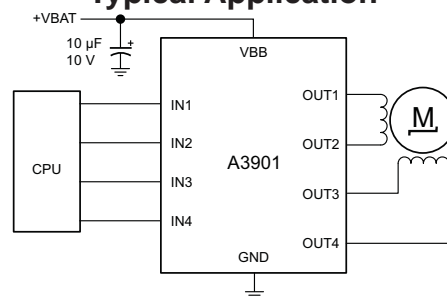 Typical Application
+VBAT
10 µF
10 V
+
VBB
CPU
IN1
IN2
IN3
IN4
A3901
OUT1
OUT2
OUT3
OUT4
M
GND